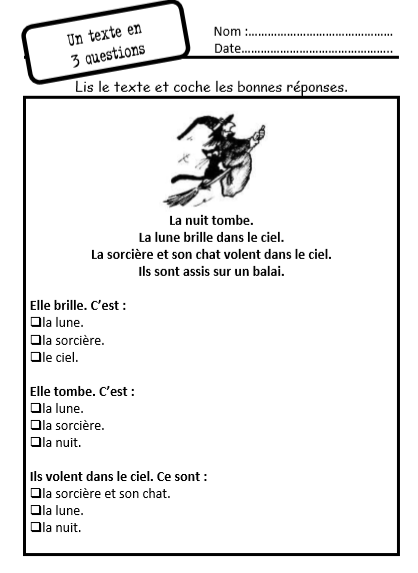 Un texte en
3 questions
Nom :...............................................
Date................................................
Lis le texte et coche les bonnes réponses.
La nuit tombe.
La lune brille dans le ciel.
La sorcière et son chat volent dans le ciel.
Ils sont assis sur un balai.
Elle brille. C’est :
❑la lune.
❑la sorcière.
❑le ciel.
Elle tombe. C’est :
❑la lune.
❑la sorcière.
❑la nuit.
Ils volent dans le ciel. Ce sont :
❑la sorcière et son chat.
❑la lune.
❑la nuit.